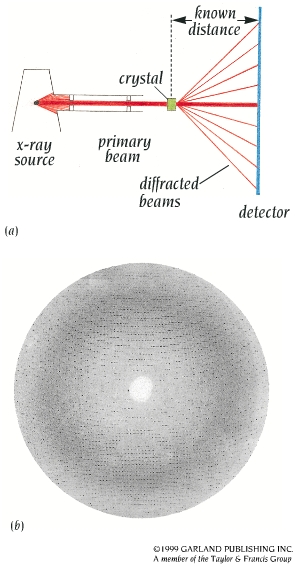 known
distance
crystal
x-ray
source
primary
beam
diffracted
beams
detector
(a)
(b)
©1999 GARLAND PUBLISHING INC.
A member of the Taylor & Francis Group